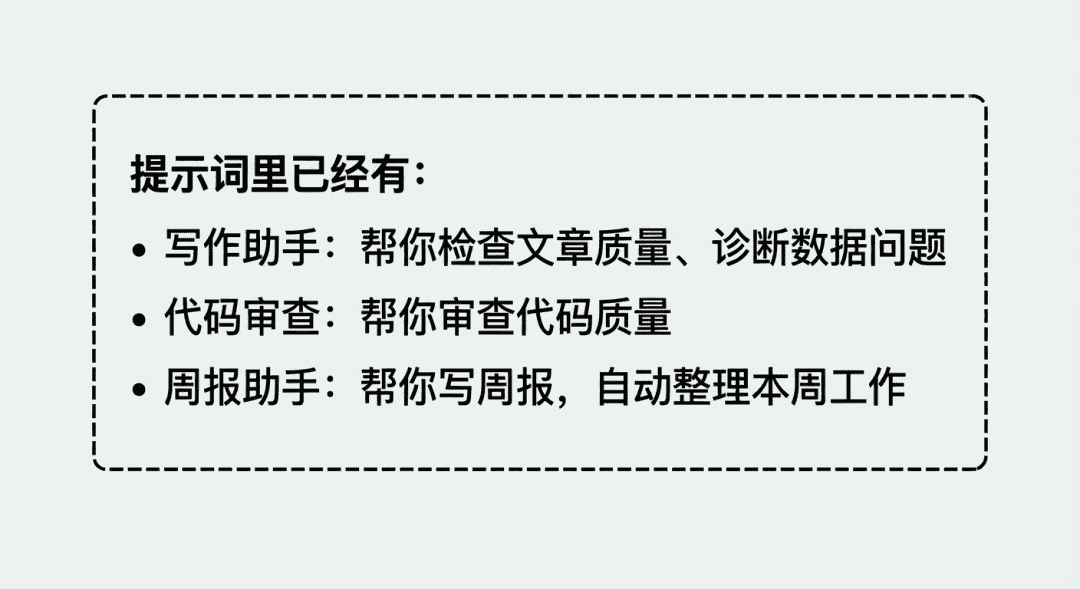 提示词里已经有：
• 写作助手：帮你检查文章质量、诊断数据问题
• 代码审查：帮你审查代码质量
• 周报助手：帮你写周报，自动整理本周工作